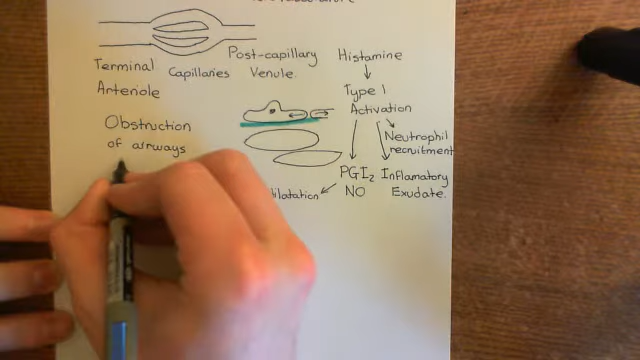 Terminal
Arteriole
Capillaries
Post-capillary
Venule.
Histamine
Type 1
Activation
Neutrophil
recruitment
PGI2
NO
Inflamatory
Exudate.
Obstruction
of airways